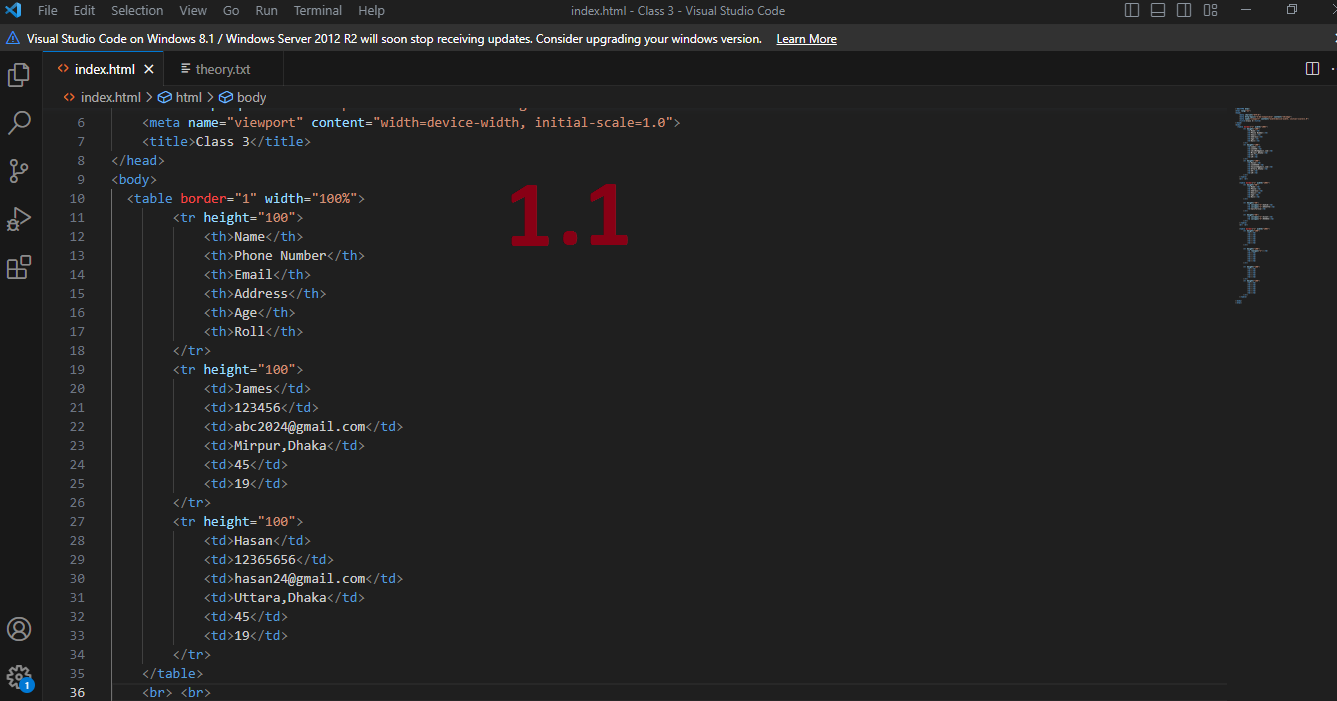 File Edit Selection View Go Run Terminal Help index.html - Class 3 - Visual Studio Code
Visual Studio Code on Windows 8.1 / Windows Server 2012 R2 will soon stop receiving updates. Consider upgrading your windows version. Learn More
index.html theory.txt
index.html > html > body
6 <meta name="viewport" content="width=device-width, initial-scale=1.0">
7 <title>Class 3</title>
8 </head>
9 <body>
10 <table border="1" width="100%">
1.1
11 <tr height="100">
12 <th>Name</th>
13 <th>Phone Number</th>
14 <th>Email</th>
15 <th>Address</th>
16 <th>Age</th>
17 <th>Roll</th>
18 </tr>
19 <tr height="100">
20 <td>James</td>
21 <td>123456</td>
22 <td>abc2024@gmail.com</td>
23 <td>Mirpur,Dhaka</td>
24 <td>45</td>
25 <td>19</td>
26 </tr>
27 <tr height="100">
28 <td>Hasan</td>
29 <td>12365656</td>
30 <td>hasan24@gmail.com</td>
31 <td>Uttara,Dhaka</td>
32 <td>45</td>
33 <td>19</td>
34 </tr>
35 </table>
36 <br> <br>
1